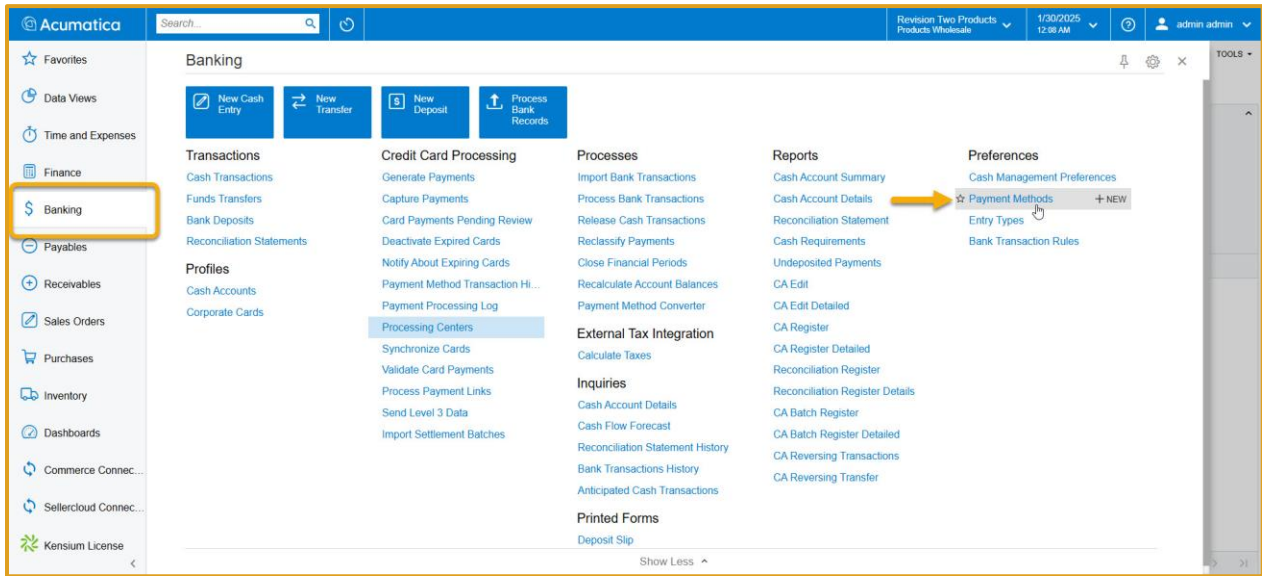 Acumatica
Search...
Revision Two Products
Products Wholesale
1/30/2025
12:08 AM
admin admin
TOOLS
Favorites
Data Views
Time and Expenses
Finance
Banking
Payables
Receivables
Sales Orders
Purchases
Inventory
Dashboards
Commerce Connec...
Sellercloud Connec...
Kensium License
Banking
New Cash
Entry
New
Transfer
New
Deposit
Process
Bank
Records
Transactions
Cash Transactions
Funds Transfers
Bank Deposits
Reconciliation Statements
Profiles
Cash Accounts
Corporate Cards
Credit Card Processing
Generate Payments
Capture Payments
Card Payments Pending Review
Deactivate Expired Cards
Notify About Expiring Cards
Payment Method Transaction Hi...
Payment Processing Log
Processing Centers
Synchronize Cards
Validate Card Payments
Process Payment Links
Send Level 3 Data
Import Settlement Batches
Processes
Import Bank Transactions
Process Bank Transactions
Release Cash Transactions
Reclassify Payments
Close Financial Periods
Recalculate Account Balances
Payment Method Converter
External Tax Integration
Calculate Taxes
Inquiries
Cash Account Details
Cash Flow Forecast
Reconciliation Statement History
Bank Transactions History
Anticipated Cash Transactions
Printed Forms
Deposit Slip
Reports
Cash Account Summary
Cash Account Details
Reconciliation Statement
Cash Requirements
Undeposited Payments
CA Edit
CA Edit Detailed
CA Register
CA Register Detailed
Reconciliation Register
Reconciliation Register Details
CA Batch Register
CA Batch Register Detailed
CA Reversing Transactions
CA Reversing Transfer
Preferences
Cash Management Preferences
Payment Methods + NEW
Entry Types
Bank Transaction Rules
Show Less